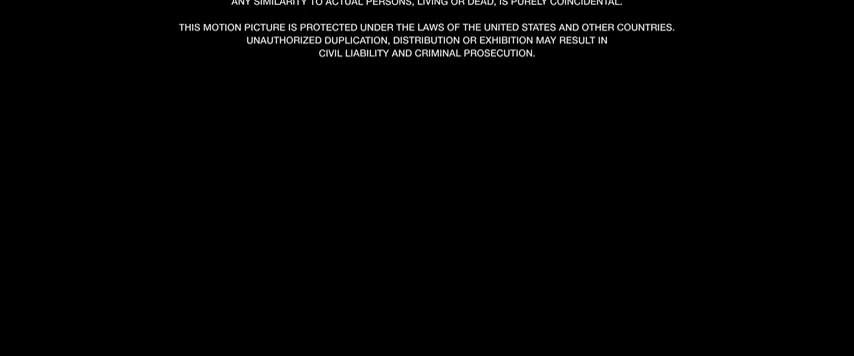 ANY SIMILARITY TO ACTUAL PERSONS, LIVING OR DEAD, IS PURELY COINCIDENTAL.
THIS MOTION PICTURE IS PROTECTED UNDER THE LAWS OF THE UNITED STATES AND OTHER COUNTRIES.
UNAUTHORIZED DUPLICATION, DISTRIBUTION OR EXHIBITION MAY RESULT IN
CIVIL LIABILITY AND CRIMINAL PROSECUTION.